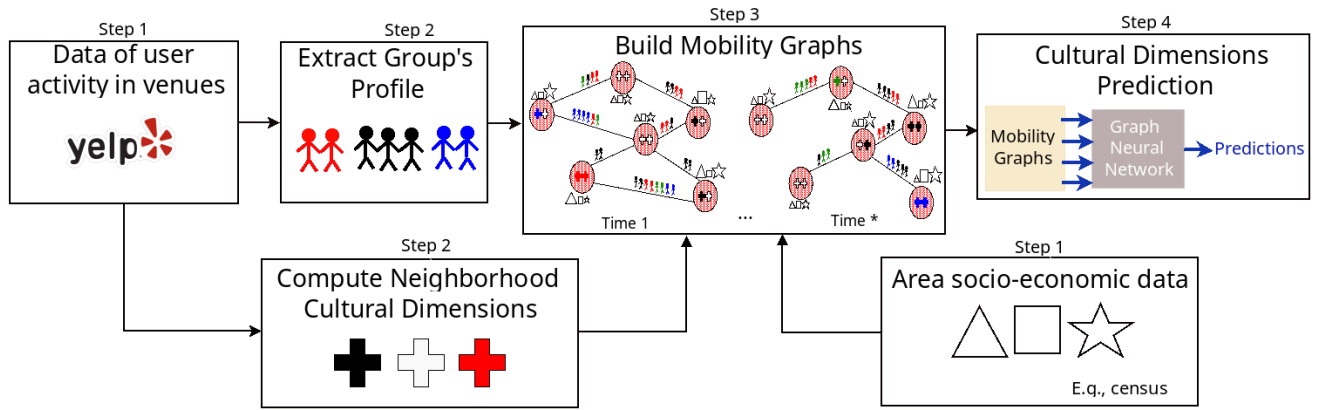 Step 1
Data of user
activity in venues
yelp
Step 2
Extract Group's
Profile
Step 3
Build Mobility Graphs
Time 1
...
Time *
Step 4
Cultural Dimensions
Prediction
Mobility
Graphs
Graph
Neural
Network
Predictions
Step 2
Compute Neighborhood
Cultural Dimensions
Step 1
Area socio-economic data
E.g., census